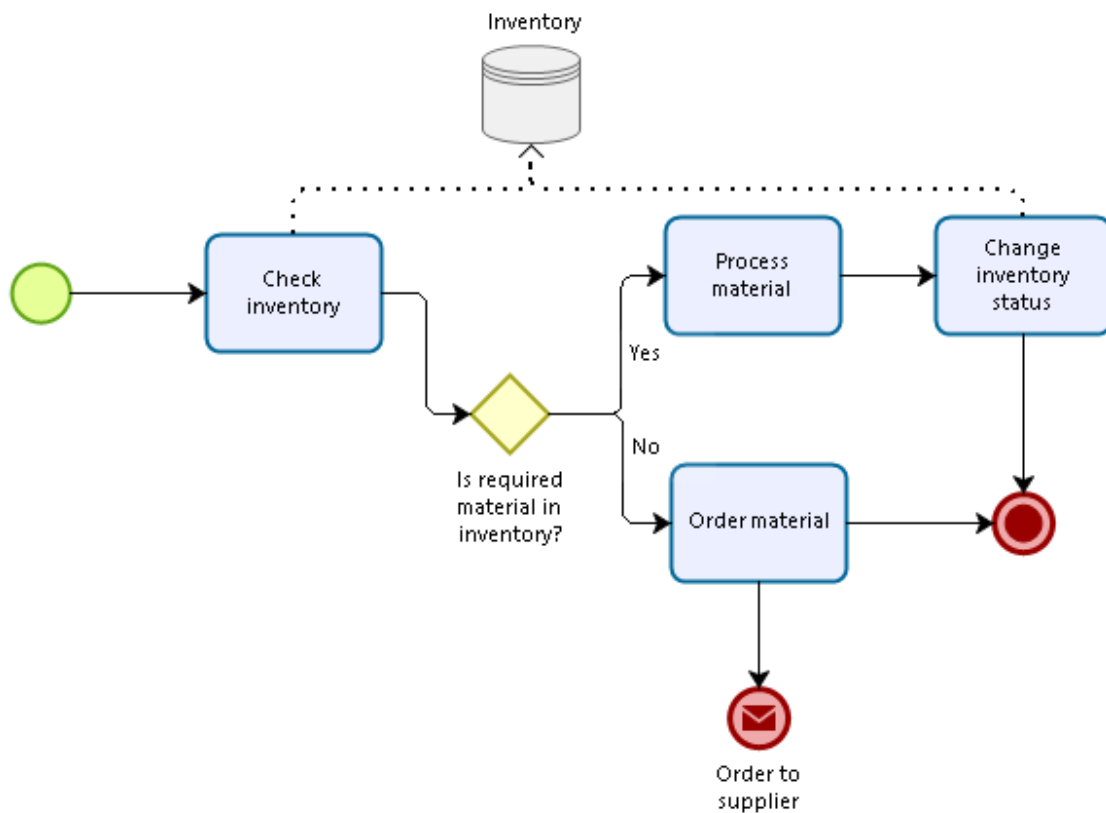 Inventory
Check
inventory
Process
material
Change
inventory
status
Yes
No
Is required
material in
inventory?
Order material
Order to
supplier